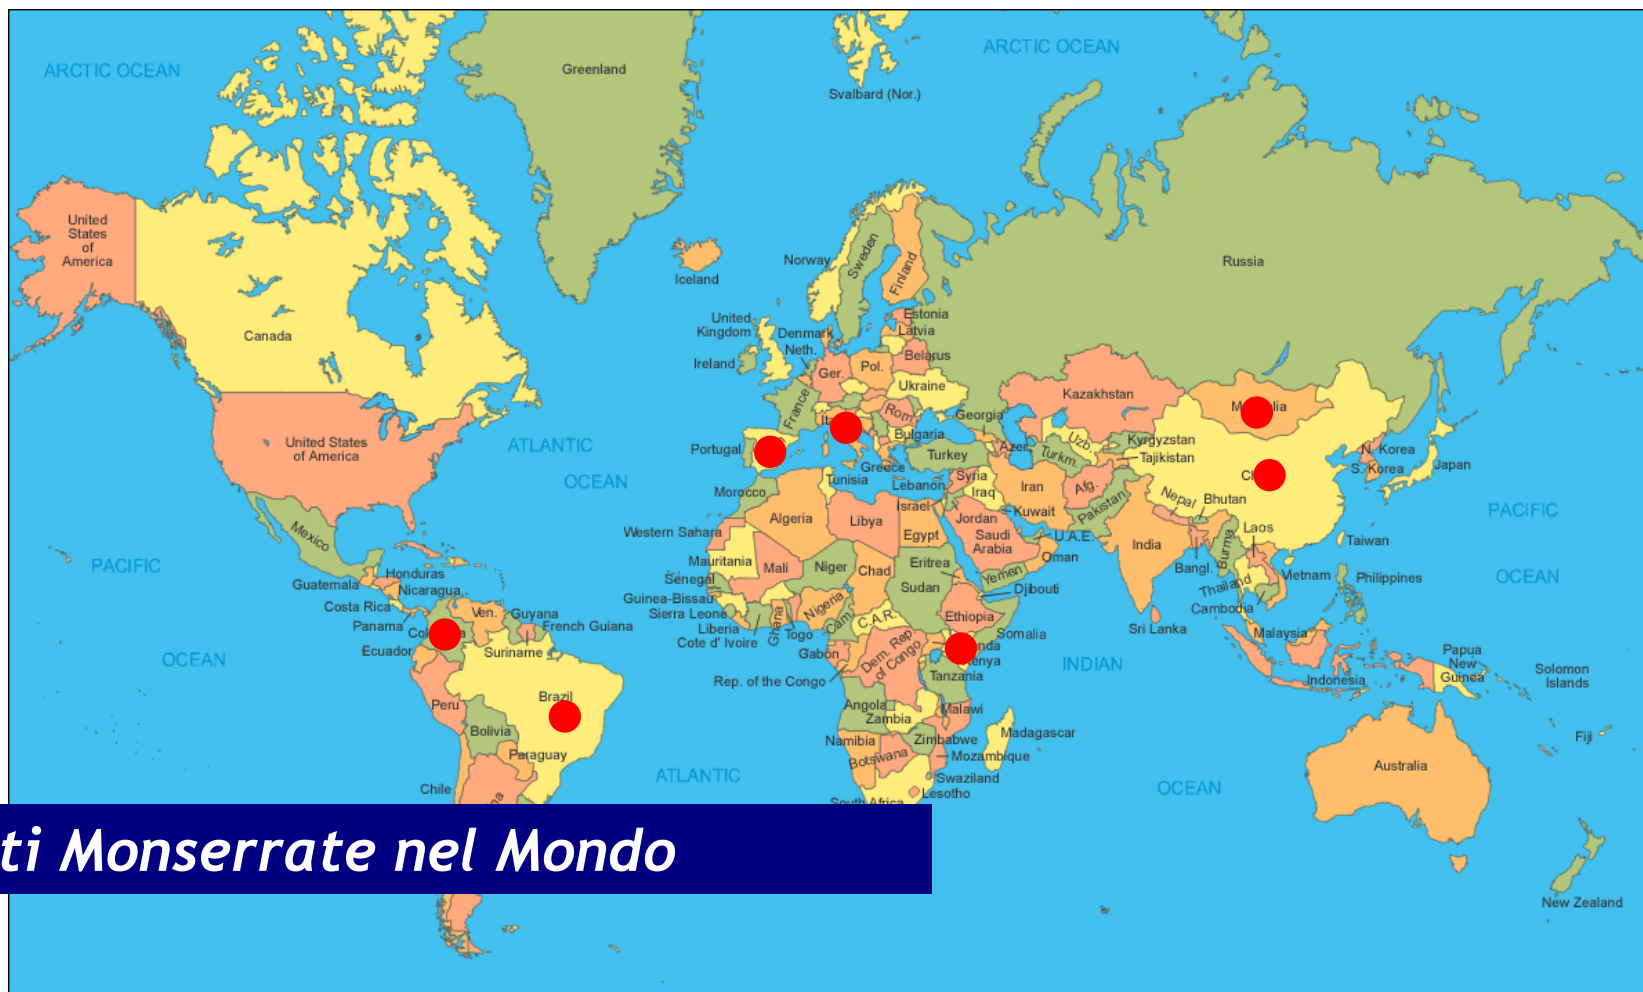 ARCTIC OCEAN
ARCTIC OCEAN
Greenland
Svalbard (Nor.)
United
States
of
America
Canada
Iceland
Norway
Sweden
Finland
Russia
Estonia
Latvia
Belarus
United
Kingdom
Denmark
Neth.
Ireland
Ger.
Pol.
Ukraine
France
Rom.
Bulgaria
Georgia
Kazakhstan
United States
of America
ATLANTIC
OCEAN
Portugal
Greece
Turkey
Azer.
Uzb.
Turkm.
Kyrgyzstan
Tajikistan
N. Korea
S. Korea
Japan
Tunisia
Lebanon
Syria
Iraq
Iran
Afg.
Pakistan
Nepal
Bhutan
Morocco
Algeria
Libya
Israel
Egypt
Jordan
Kuwait
Saudi
Arabia
U.A.E.
Oman
Yemen
India
Bangl.
Burma
Laos
Taiwan
PACIFIC
OCEAN
Western Sahara
Mauritania
Mali
Niger
Chad
Sudan
Eritrea
Djibouti
Ethiopia
Somalia
Mexico
PACIFIC
OCEAN
Guatemala
Honduras
Nicaragua
Costa Rica
Panama
Ven.
Guyana
French Guiana
Suriname
Ecuador
Senegal
Guinea-Bissau
Sierra Leone
Liberia
Cote d' Ivoire
Ghana
Togo
Nigeria
Cam.
C.A.R.
Gabon
Rep. of the Congo
Dem. Rep.
of Congo
Tanzania
Thailand
Vietnam
Cambodia
Philippines
Sri Lanka
Malaysia
Indonesia
Papua
New
Guinea
Solomon
Islands
INDIAN
OCEAN
Brazil
Peru
Bolivia
Paraguay
Chile
ATLANTIC
Angola
Zambia
Malawi
Namibia
Botswana
Zimbabwe
Mozambique
Madagascar
Swaziland
Lesotho
Australia
Fiji
New Zealand
ti Monserrate nel Mondo